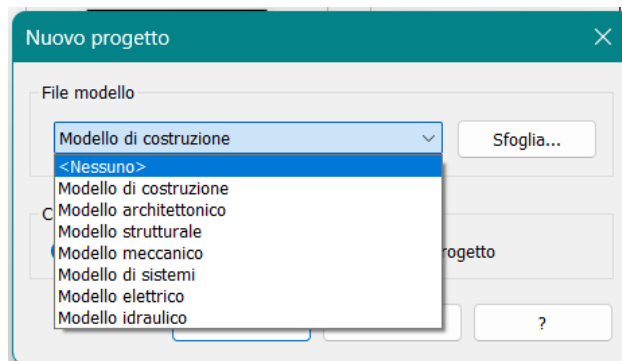 Nuovo progetto
File modello
Modello di costruzione
Sfoglia...
<Nessuno>
Modello di costruzione
Modello architettonico
Modello strutturale
Modello meccanico
Modello di sistemi
Modello elettrico
Modello idraulico
?